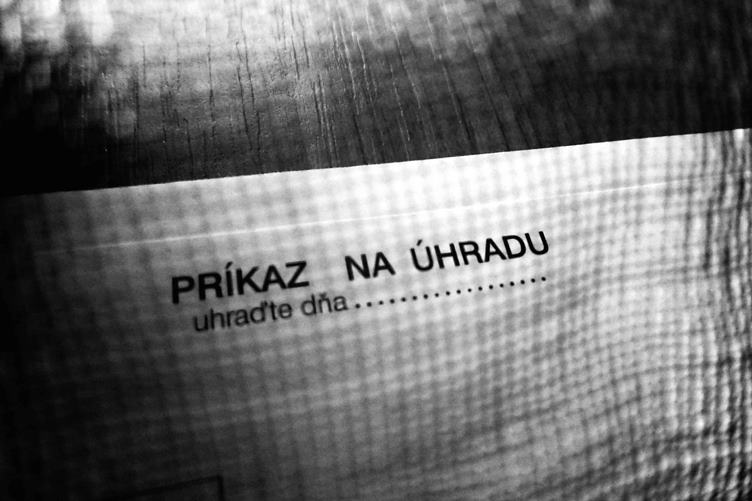 PRÍKAZ NA ÚHRADU
uhraďte dňa ....................